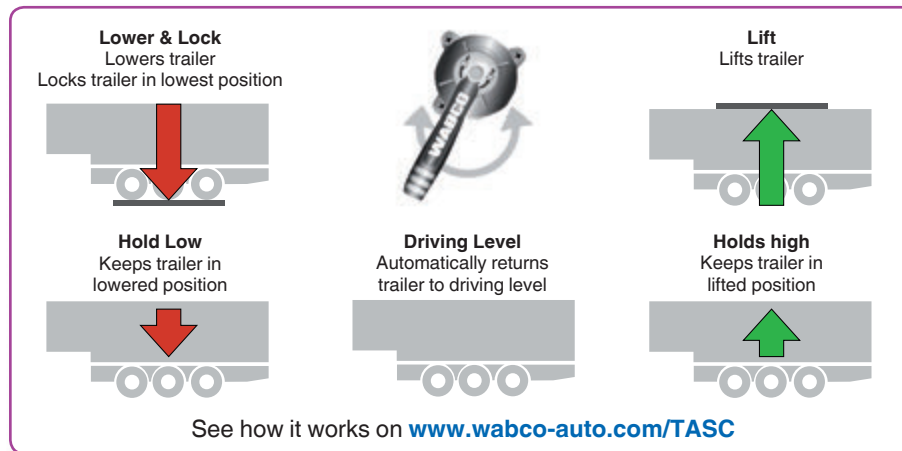 Lower & Lock
Lowers trailer
Locks trailer in lowest position
WABCO
Lift
Lifts trailer
Hold Low
Keeps trailer in
lowered position
Driving Level
Automatically returns
trailer to driving level
Holds high
Keeps trailer in
lifted position
See how it works on www.wabco-auto.com/TASC